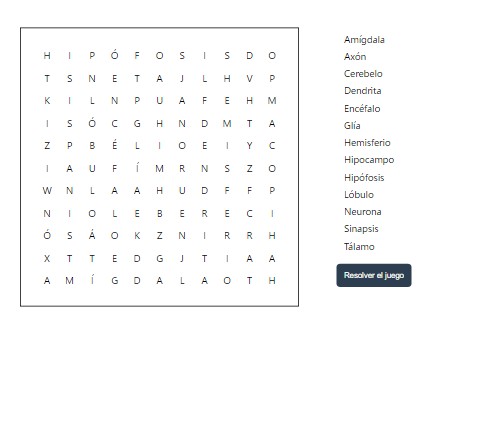 H I P Ó F O S I S D O
T S N E T A J L H V P
K I L N P U A F E H M
I S Ó C G H N D M T A
Z P B É L I O E I Y C
I A U F Í M R N S Z O
W N L A A H U D F F P
N I O L E B E R E C I
Ó S Á O K Z N I R R H
X T T E D G J T I A A
A M Í G D A L A O T H
Amígdala
Axón
Cerebelo
Dendrita
Encéfalo
Glía
Hemisferio
Hipocampo
Hipófosis
Lóbulo
Neurona
Sinapsis
Tálamo
Resolver el juego